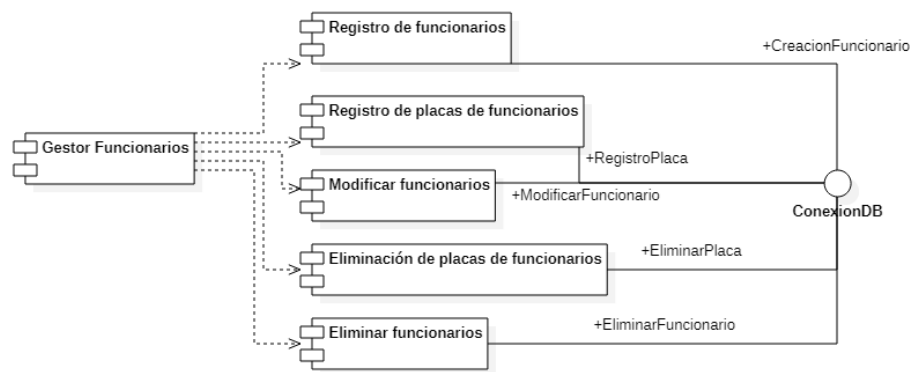 Registro de funcionarios
+CreacionFuncionario
Registro de placas de funcionarios
Gestor Funcionarios
+RegistroPlaca
Modificar funcionarios
+ModificarFuncionario
ConexionDB
Eliminación de placas de funcionarios
+EliminarPlaca
Eliminar funcionarios
+EliminarFuncionario